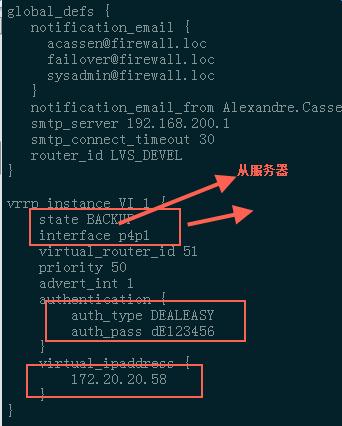 global_defs {
notification_email {
acassen@firewall.loc
failover@firewall.loc
sysadmin@firewall.loc
}
notification_email_from Alexandre.Casse
smtp_server 192.168.200.1
smtp_connect_timeout 30
router_id LVS_DEVEL
}
从服务器
vrrp_instance VI_1 {
state BACKUP
interface p4p1
virtual_router_id 51
priority 50
advert_int 1
authentication {
auth_type DEALEASY
auth_pass dE123456
}
virtual_ipaddress {
172.20.20.58
}
}